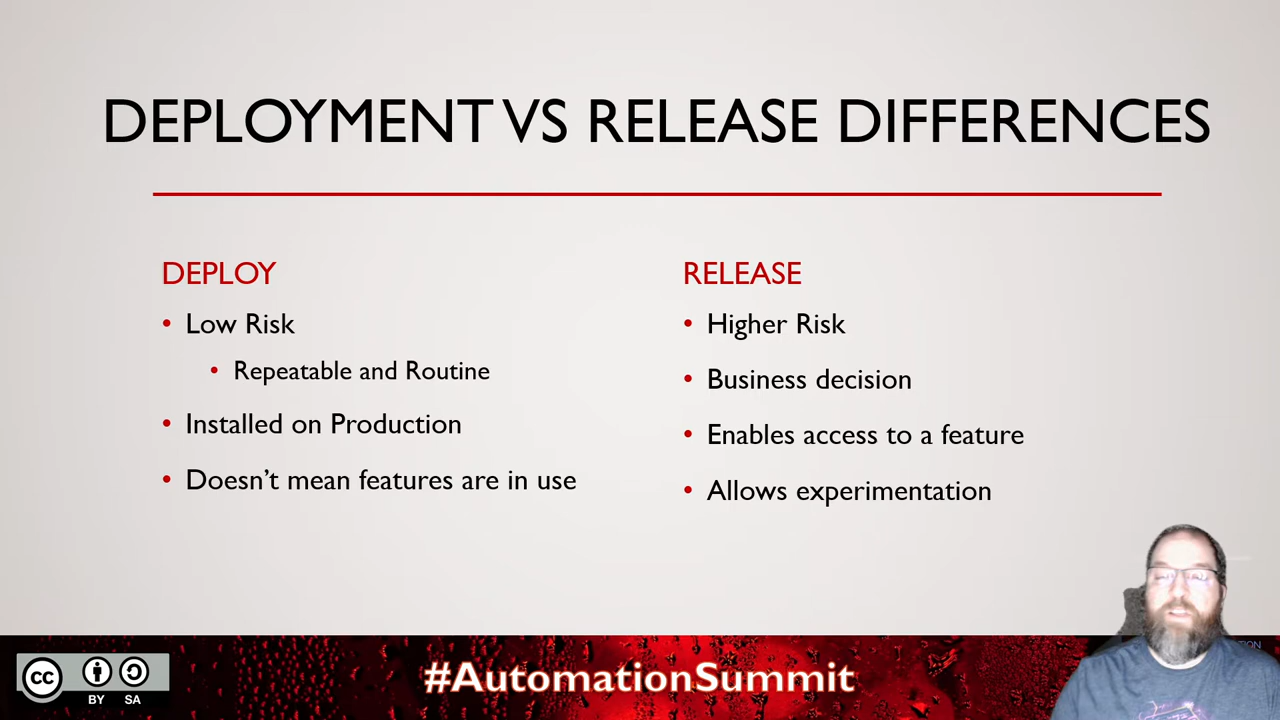 DEPLOYMENT VS RELEASE DIFFERENCES
DEPLOY
• Low Risk
• Repeatable and Routine
• Installed on Production
• Doesn’t mean features are in use
RELEASE
• Higher Risk
• Business decision
• Enables access to a feature
• Allows experimentation
cc
BY SA
#AutomationSummit